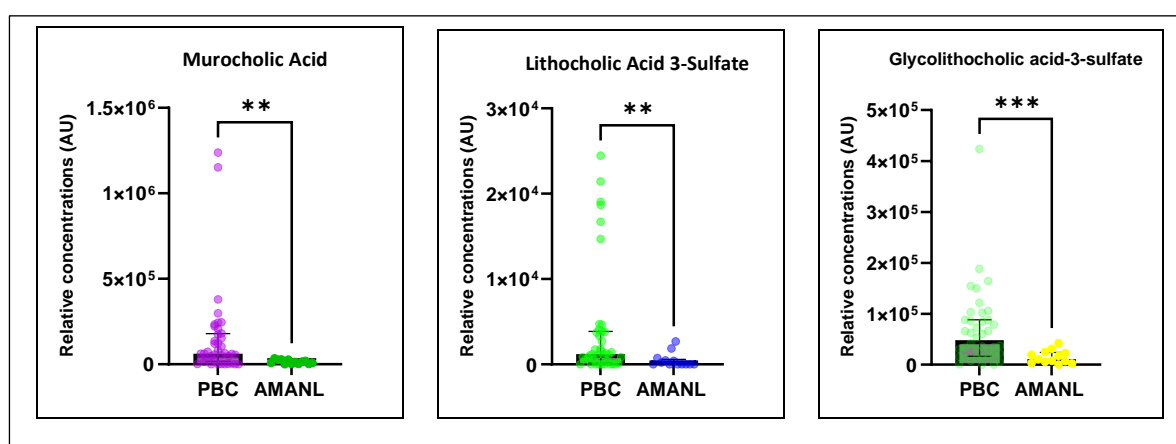 Murocholic Acid
**
Relative concentrations (AU)
1.5×10⁶
1×10⁶
5×10⁵
0
PBC AMANL
Lithocholic Acid 3-Sulfate
**
Relative concentrations (AU)
3×10⁴
2×10⁴
1×10⁴
0
PBC AMANL
Glycolithocholic acid-3-sulfate
***
Relative concentrations (AU)
5×10⁵
4×10⁵
3×10⁵
2×10⁵
1×10⁵
0
PBC AMANL